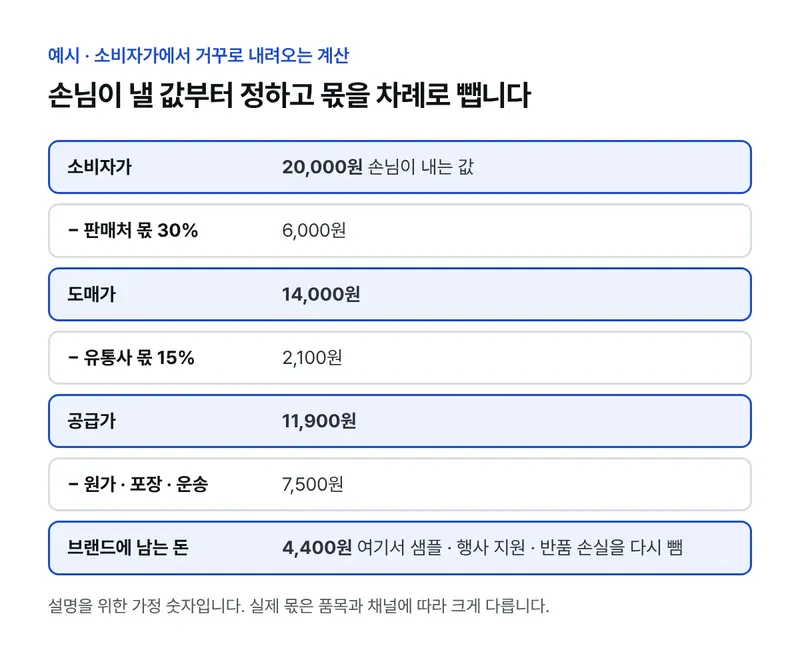 예시 · 소비자가에서 거꾸로 내려오는 계산
손님이 낼 값부터 정하고 몫을 차례로 뺍니다
소비자가 20,000원 손님이 내는 값
− 판매처 몫 30% 6,000원
도매가 14,000원
− 유통사 몫 15% 2,100원
공급가 11,900원
− 원가 · 포장 · 운송 7,500원
브랜드에 남는 돈 4,400원 여기서 샘플 · 행사 지원 · 반품 손실을 다시 뺌
설명을 위한 가정 숫자입니다. 실제 몫은 품목과 채널에 따라 크게 다릅니다.